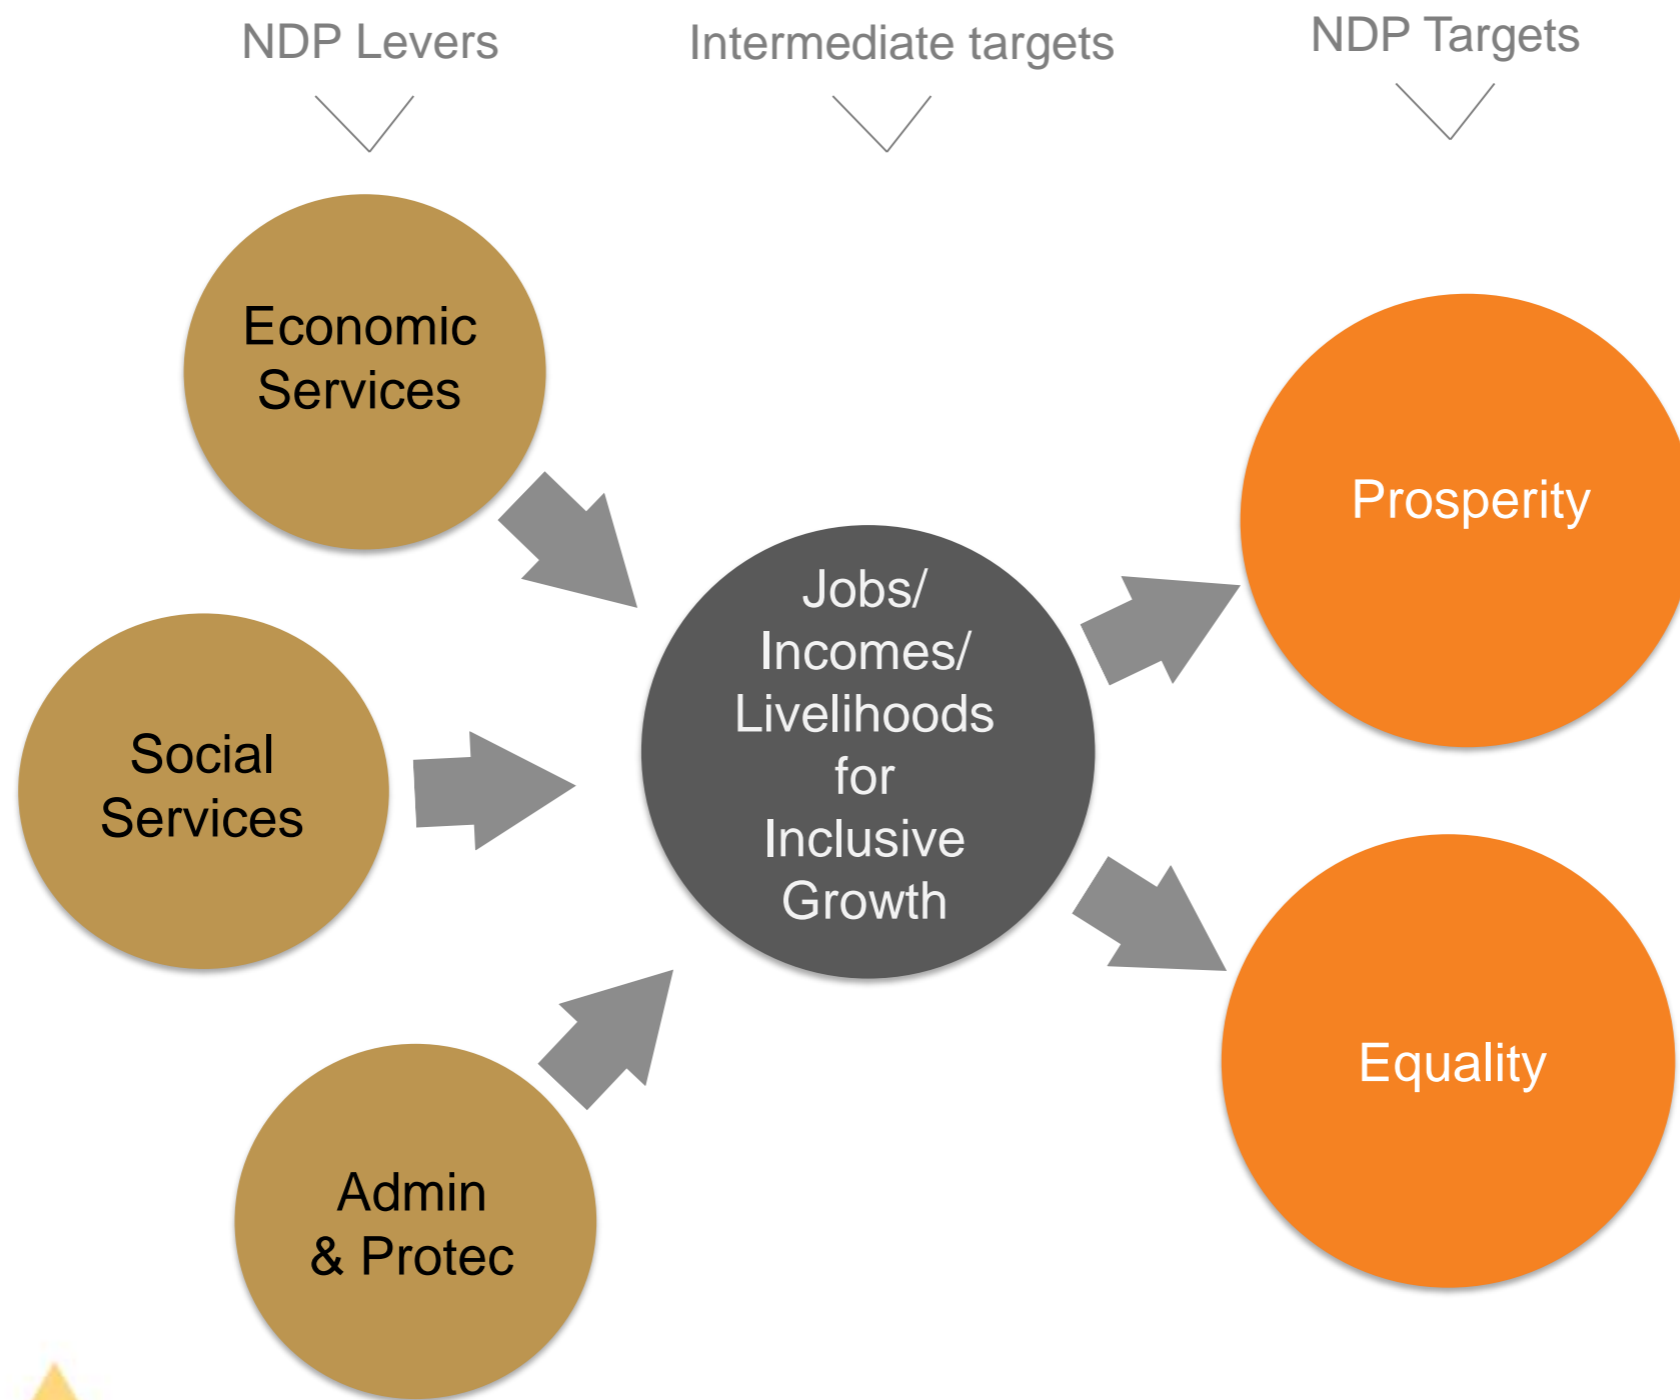 NDP Levers
Intermediate targets
NDP Targets
Economic
Services
Social
Services
Admin
& Protec
Jobs/
Incomes/
Livelihoods
for
Inclusive
Growth
Prosperity
Equality